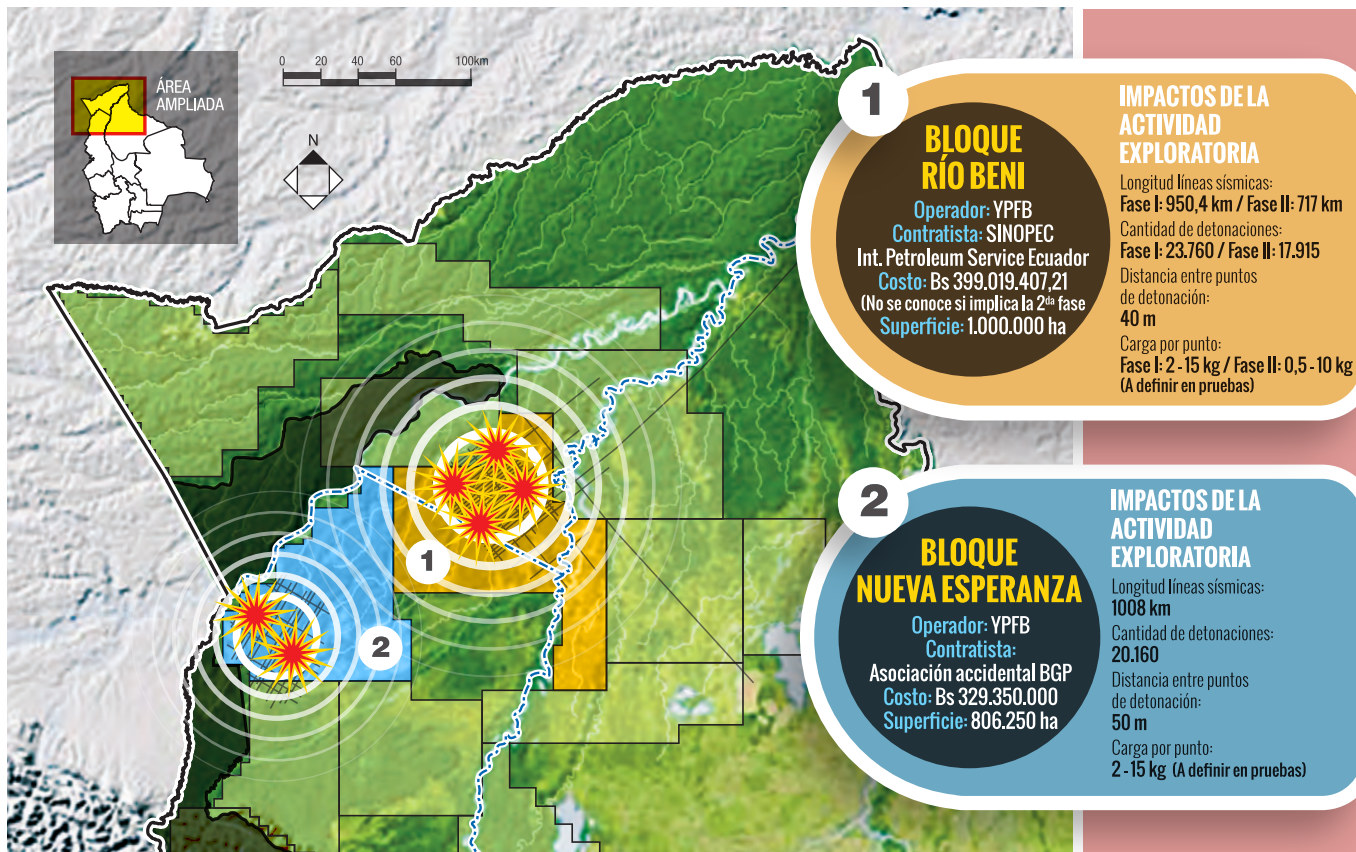 ÁREA
AMPLIADA
0 20 40 60 100km
N
1
2
1
BLOQUE
RÍO BENI
Operador: YPFB
Contratista: SINOPEC
Int. Petroleum Service Ecuador
Costo: Bs 399.019.407,21
(No se conoce si implica la 2da fase
Superficie: 1.000.000 ha
IMPACTOS DE LA
ACTIVIDAD
EXPLORATORIA
Longitud líneas sísmicas:
Fase I: 950,4 km / Fase II: 717 km
Cantidad de detonaciones:
Fase I: 23.760 / Fase II: 17.915
Distancia entre puntos
de detonación:
40 m
Carga por punto:
Fase I: 2 - 15 kg / Fase II: 0,5 - 10 kg
(A definir en pruebas)
2
BLOQUE
NUEVA ESPERANZA
Operador: YPFB
Contratista:
Asociación accidental BGP
Costo: Bs 329.350.000
Superficie: 806.250 ha
IMPACTOS DE LA
ACTIVIDAD
EXPLORATORIA
Longitud líneas sísmicas:
1008 km
Cantidad de detonaciones:
20.160
Distancia entre puntos
de detonación:
50 m
Carga por punto:
2 - 15 kg (A definir en pruebas)